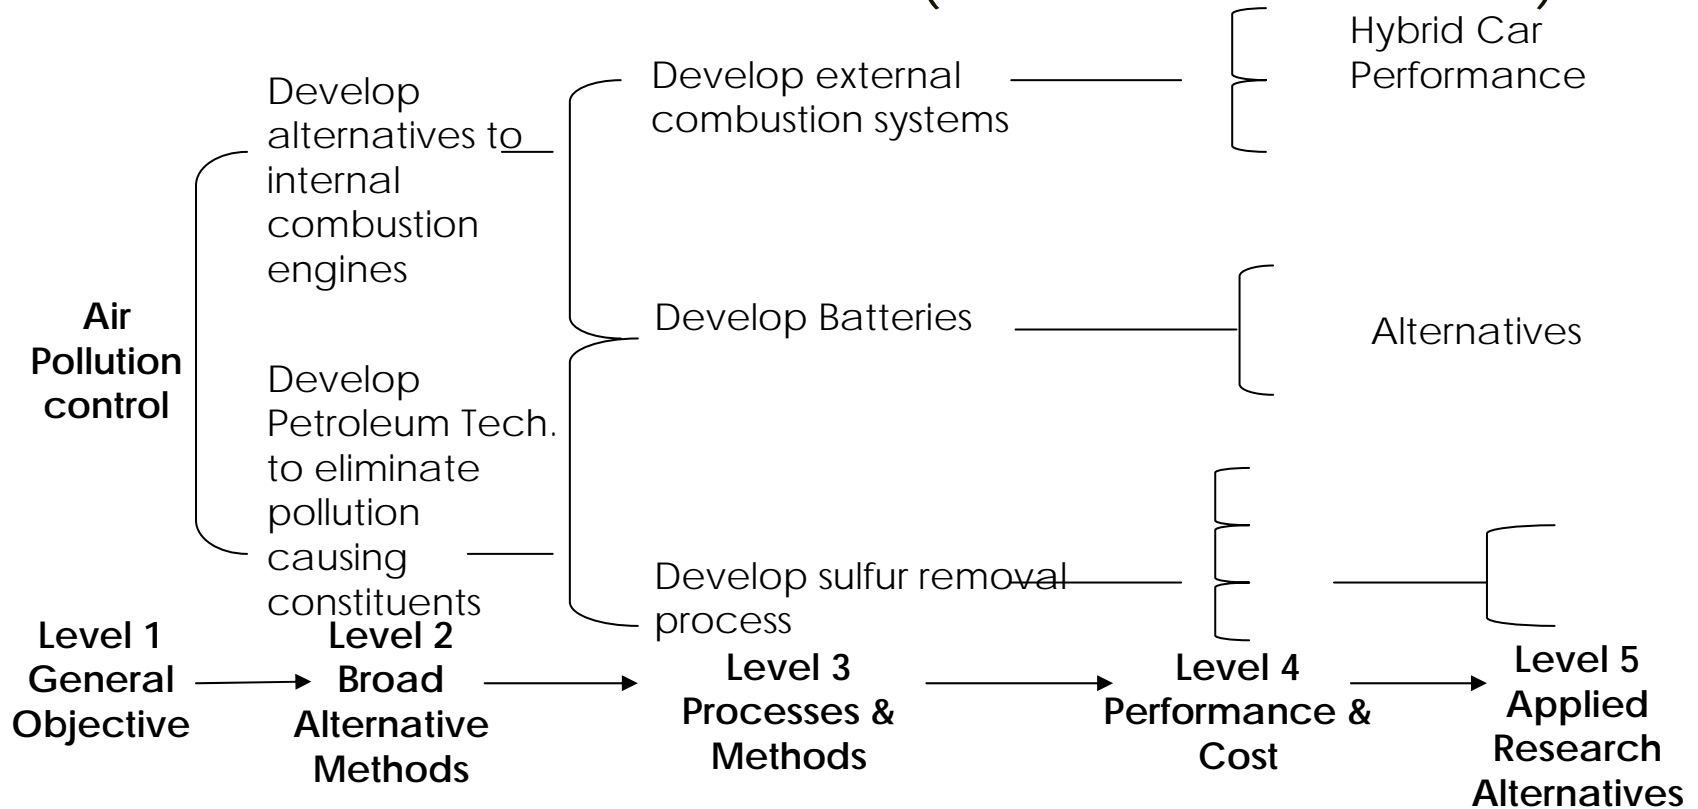 Hybrid Car
Performance
Develop external
combustion systems
Develop
alternatives to
internal
combustion
engines
Develop Batteries
Alternatives
Air
Pollution
control
Develop
Petroleum Tech.
to eliminate
pollution
causing
constituents
Develop sulfur removal
process
Level 1
General
Objective
Level 2
Broad
Alternative
Methods
Level 3
Processes &
Methods
Level 4
Performance &
Cost
Level 5
Applied
Research
Alternatives